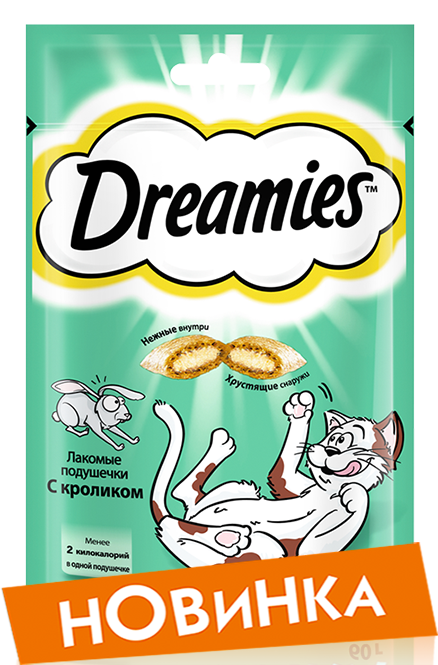 Dreamies™
Нежные внутри
Хрустящие снаружи
Лакомые
подушечки
С кроликом
Менее
2 килокалорий
в одной подушечке
НОВиНКА